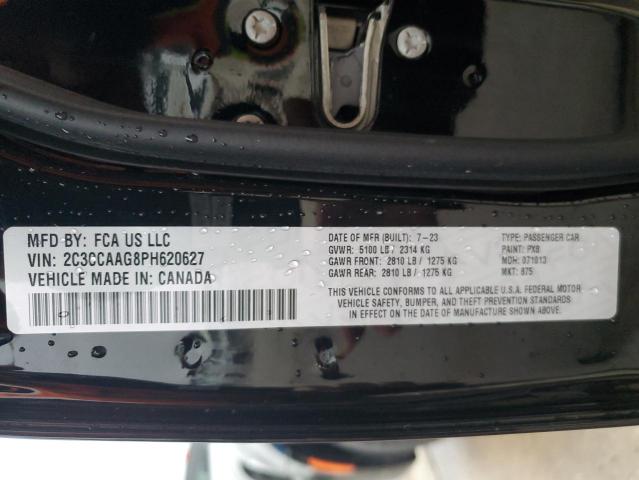 MFD BY: FCA US LLC
VIN: 2C3CCAAG8PH620627
VEHICLE MADE IN: CANADA
DATE OF MFR (BUILT): 7-23
GVWR: 5100 LB / 2314 KG
GAWR FRONT: 2810 LB / 1275 KG
GAWR REAR: 2810 LB / 1275 KG
TYPE: PASSENGER CAR
PAINT: PX8
MDH: 071813
MKT: 875
THIS VEHICLE CONFORMS TO ALL APPLICABLE U.S.A. FEDERAL MOTOR
VEHICLE SAFETY, BUMPER, AND THEFT PREVENTION STANDARDS
IN EFFECT ON THE DATE OF MANUFACTURE SHOWN ABOVE.